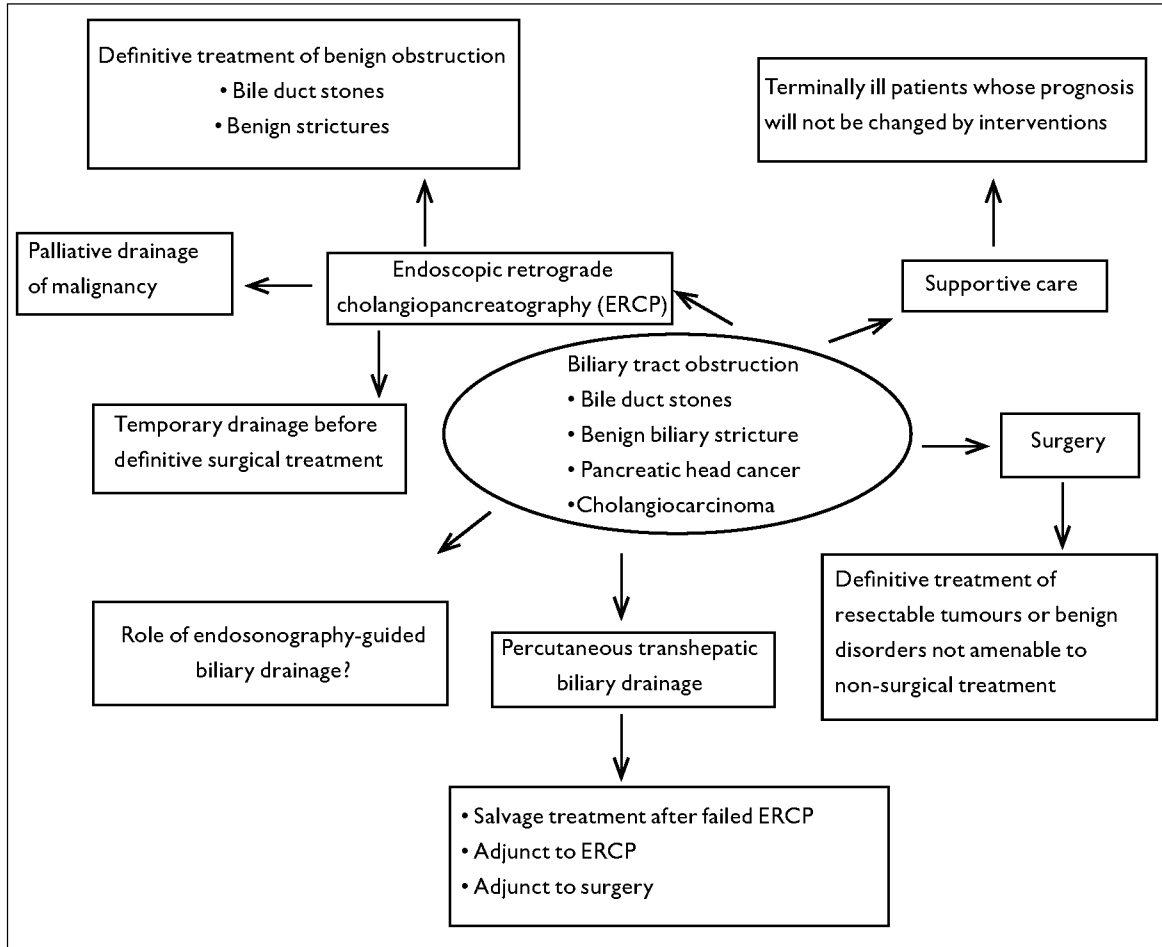 Definitive treatment of benign obstruction
• Bile duct stones
• Benign strictures
Terminally ill patients whose prognosis
will not be changed by interventions
Palliative drainage
of malignancy
Endoscopic retrograde
cholangiopancreatography (ERCP)
Supportive care
Biliary tract obstruction
• Bile duct stones
• Benign biliary stricture
• Pancreatic head cancer
•Cholangiocarcinoma
Temporary drainage before
definitive surgical treatment
Surgery
Role of endosonography-guided
biliary drainage?
Percutaneous transhepatic
biliary drainage
Definitive treatment of
resectable tumours or benign
disorders not amenable to
non-surgical treatment
• Salvage treatment after failed ERCP
• Adjunct to ERCP
• Adjunct to surgery